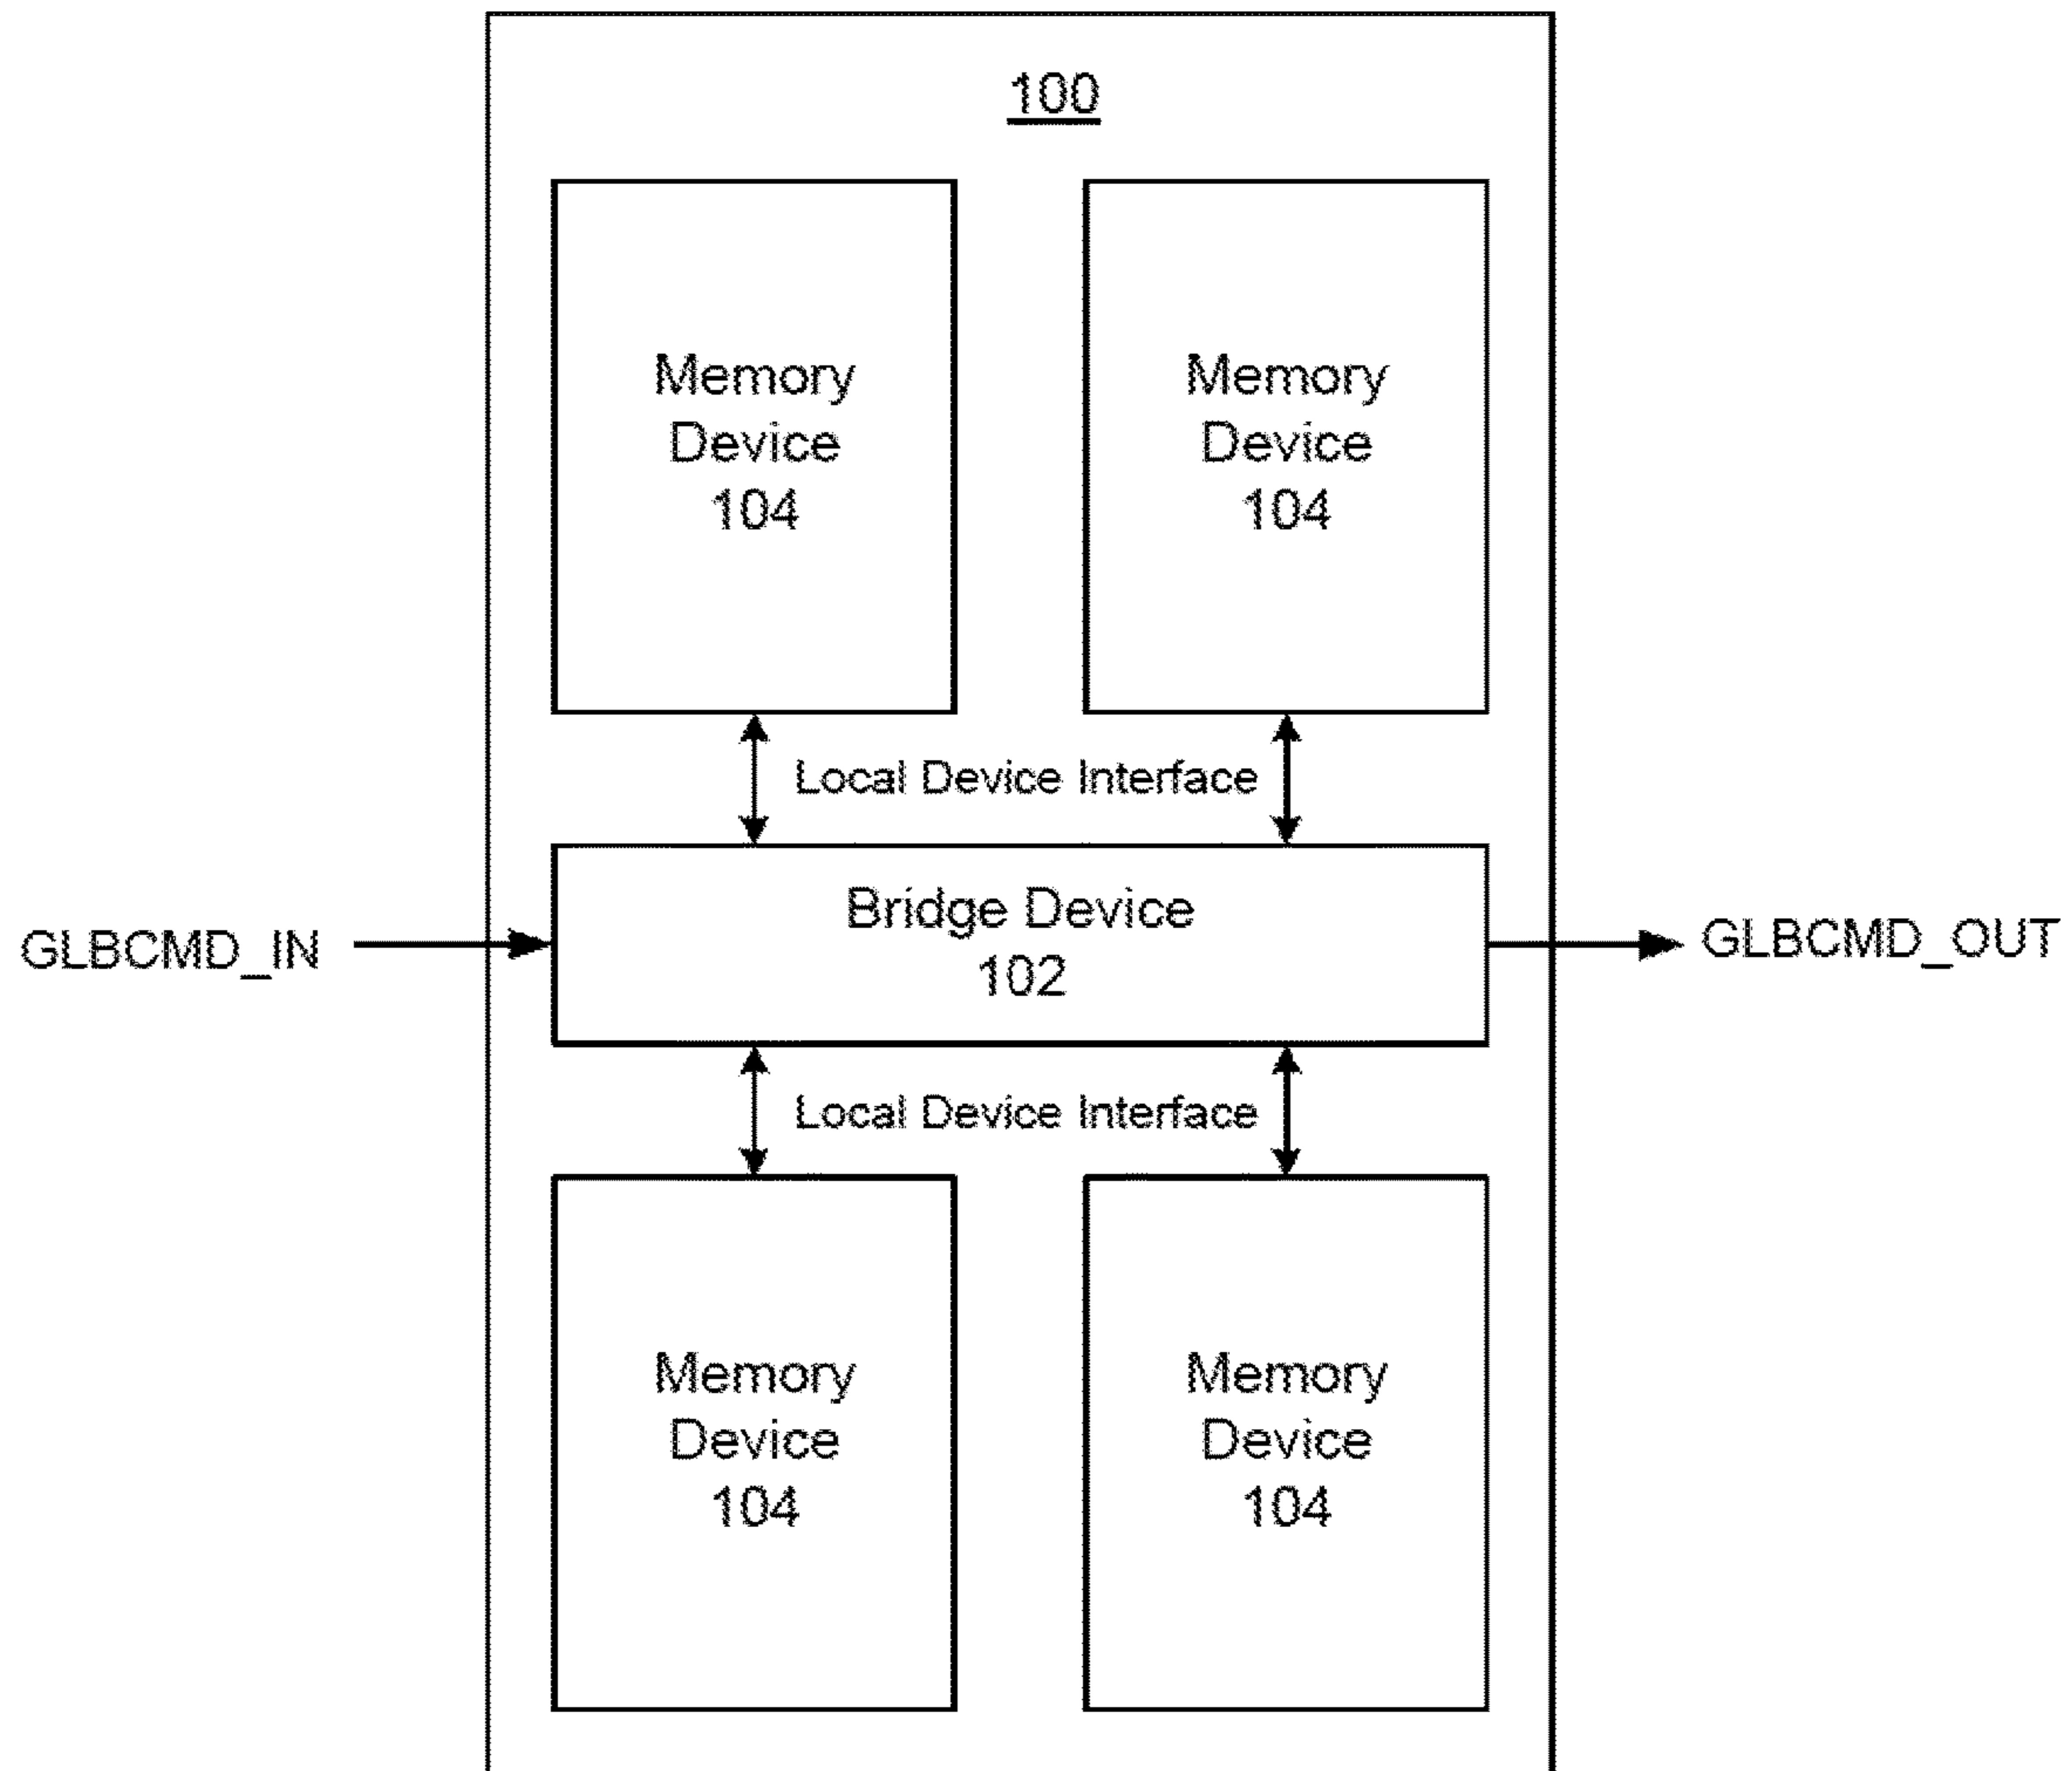 100
Memory
Device
104
Memory
Device
104
Local Device Interface
GLBCMD_IN
Bridge Device
102
GLBCMD_OUT
Local Device Interface
Memory
Device
104
Memory
Device
104